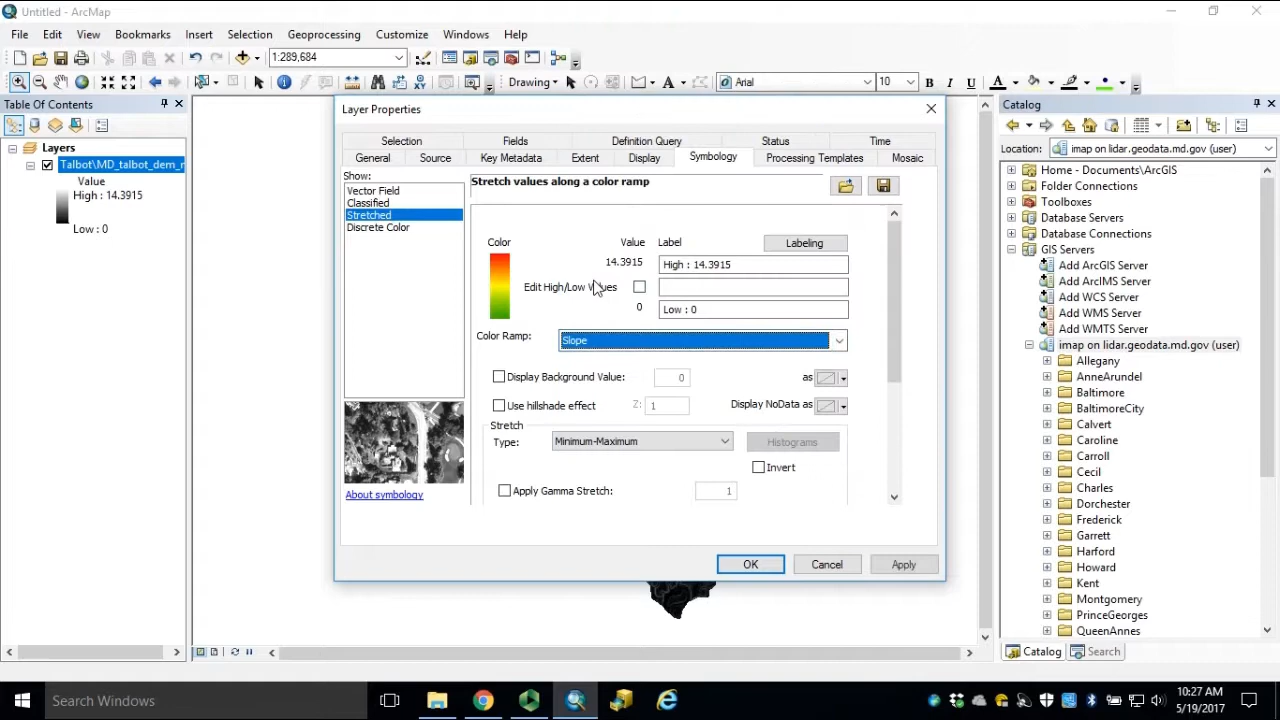 Untitled - ArcMap
File Edit View Bookmarks Insert Selection Geoprocessing Customize Windows Help
1:289,684
Drawing Arial 10 B I U A
Table Of Contents
Layers
Talbot\MD_talbot_dem_r
Value
High : 14.3915
Low : 0
Layer Properties
Selection Fields Definition Query Status Time
General Source Key Metadata Extent Display Symbology Processing Templates Mosaic
Show:
Vector Field
Classified
Stretched
Discrete Color
About symbology
Stretch values along a color ramp
Color Value Label Labeling
14.3915 High : 14.3915
Edit High/Low Values
0 Low : 0
Color Ramp: Slope
Display Background Value: 0 as
Use hillshade effect Z: 1 Display NoData as
Stretch
Type: Minimum-Maximum Histograms
Invert
Apply Gamma Stretch: 1
OK Cancel Apply
Catalog
Location: imap on lidar.geodata.md.gov (user)
Home - Documents\ArcGIS
Folder Connections
Toolboxes
Database Servers
Database Connections
GIS Servers
Add ArcGIS Server
Add ArcIMS Server
Add WCS Server
Add WMS Server
Add WMTS Server
imap on lidar.geodata.md.gov (user)
Allegany
AnneArundel
Baltimore
BaltimoreCity
Calvert
Caroline
Carroll
Cecil
Charles
Dorchester
Frederick
Garrett
Harford
Howard
Kent
Montgomery
PrinceGeorges
QueenAnnes
Catalog Search
Search Windows
10:27 AM
5/19/2017